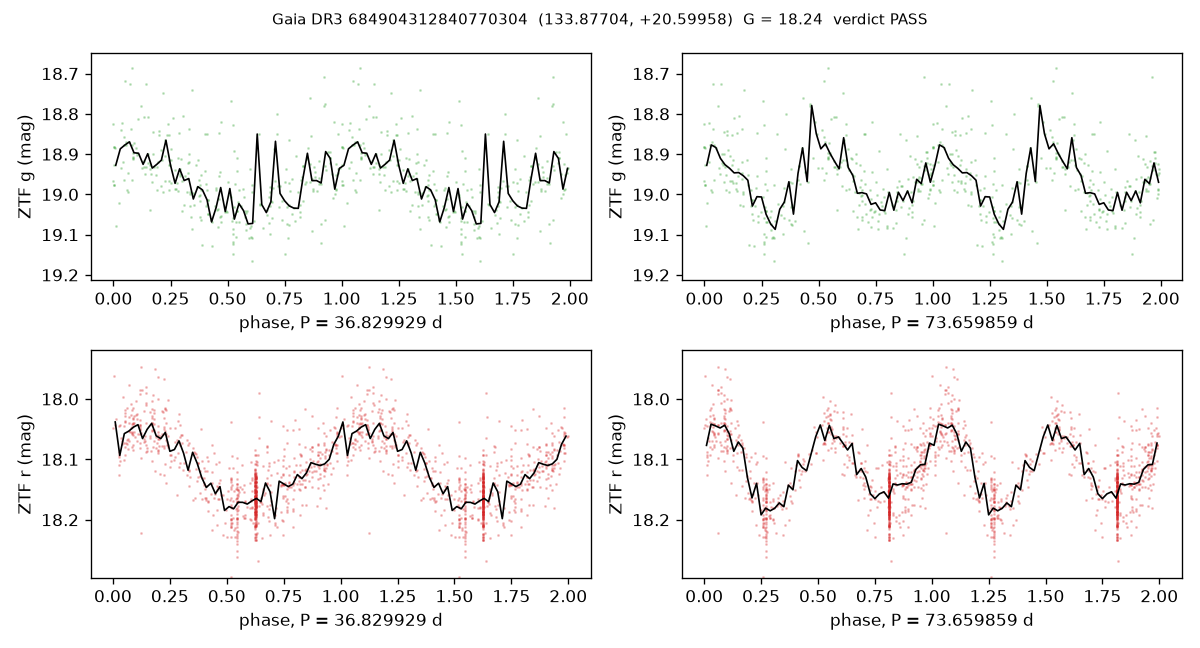 Gaia DR3 684904312840770304 (133.87704, +20.59958) G = 18.24 verdict PASS
ZTF g (mag)
18.7
18.8
18.9
19.0
19.1
19.2
0.00 0.25 0.50 0.75 1.00 1.25 1.50 1.75 2.00
phase, P = 36.829929 d
ZTF g (mag)
18.7
18.8
18.9
19.0
19.1
19.2
0.00 0.25 0.50 0.75 1.00 1.25 1.50 1.75 2.00
phase, P = 73.659859 d
ZTF r (mag)
18.0
18.1
18.2
0.00 0.25 0.50 0.75 1.00 1.25 1.50 1.75 2.00
phase, P = 36.829929 d
ZTF r (mag)
18.0
18.1
18.2
0.00 0.25 0.50 0.75 1.00 1.25 1.50 1.75 2.00
phase, P = 73.659859 d